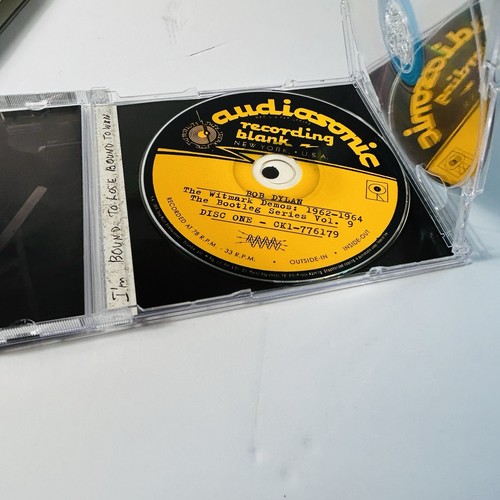 I'm BOUND TO LOSE, BOUND TO WIN
audiosonic
recording
blank
NEW YORK • U.S.A.
BOB DYLAN
The Witmark Demos: 1962-1964
The Bootleg Series Vol. 9
DISC ONE - CK1-776179
RECORDED AT 78 R.P.M. - 33 R.P.M. • OUTSIDE-IN • INSIDE-OUT